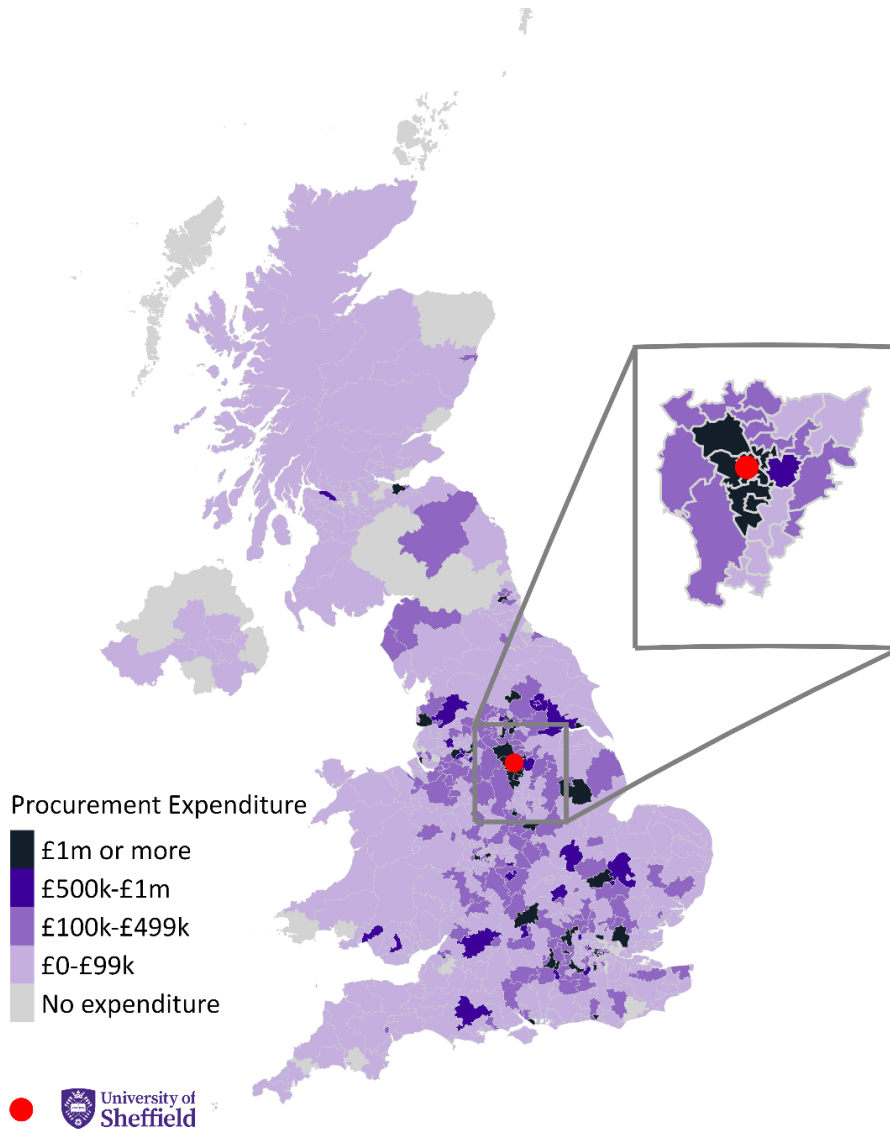 Procurement Expenditure
£1m or more
£500k-£1m
£100k-£499k
£0-£99k
No expenditure
University of
Sheffield